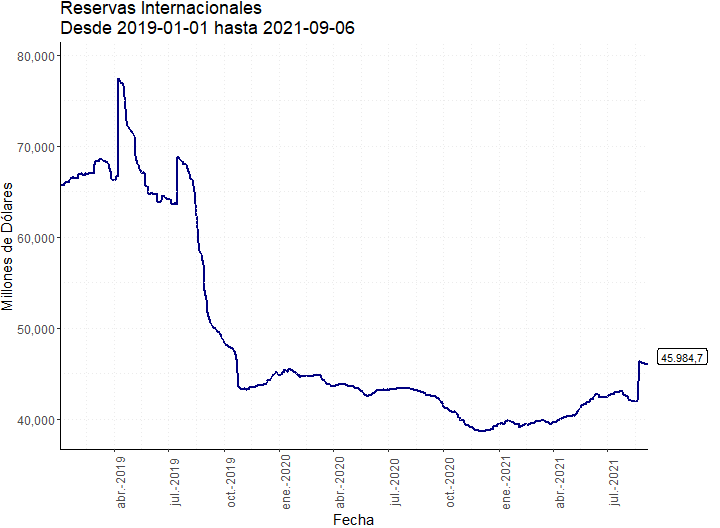 Reservas Internacionales
Desde 2019-01-01 hasta 2021-09-06
Millones de Dólares
80,000
70,000
60,000
50,000
40,000
45.984,7
abr.-2019
jul.-2019
oct.-2019
ene.-2020
abr.-2020
jul.-2020
oct.-2020
ene.-2021
abr.-2021
jul.-2021
Fecha